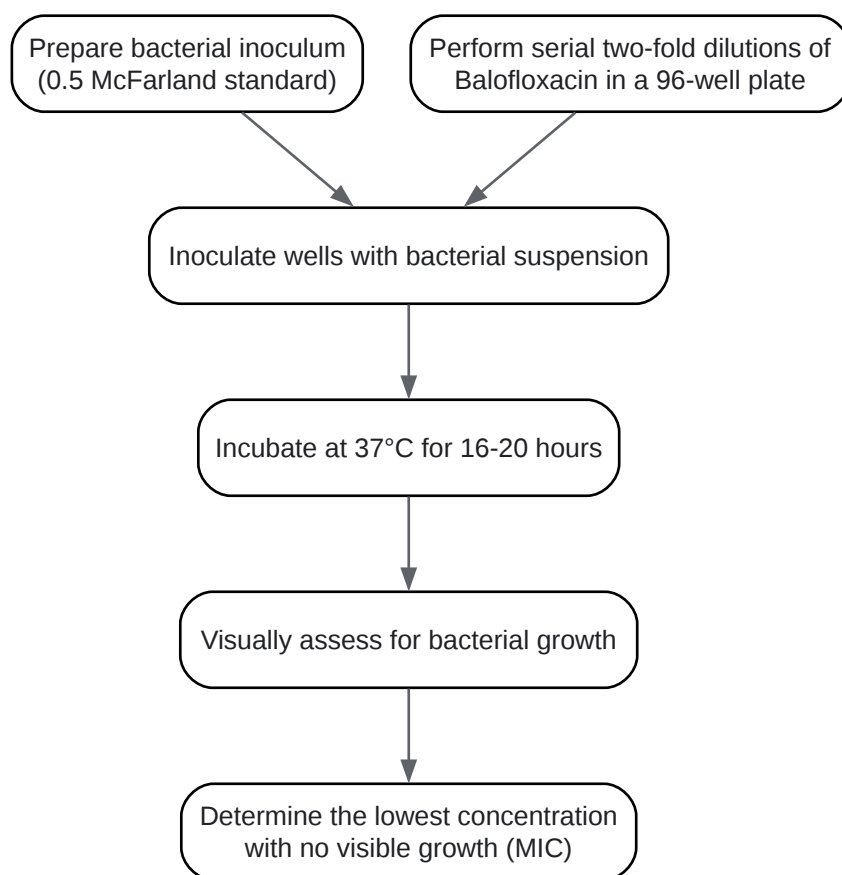 Prepare bacterial inoculum
(0.5 McFarland standard)
Perform serial two-fold dilutions of
Balofloxacin in a 96-well plate
Inoculate wells with bacterial suspension
Incubate at 37°C for 16-20 hours
Visually assess for bacterial growth
Determine the lowest concentration
with no visible growth (MIC)